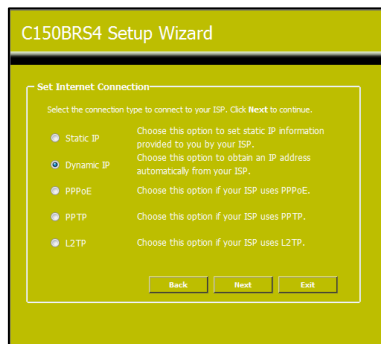 C150BRS4 Setup Wizard
Set Internet Connection
Select the connection type to connect to your ISP. Click Next to continue.
Static IP
Choose this option to set static IP information
provided to you by your ISP.
Dynamic IP
Choose this option to obtain an IP address
automatically from your ISP.
PPPoE
Choose this option if your ISP uses PPPoE.
PPTP
Choose this option if your ISP uses PPTP.
L2TP
Choose this option if your ISP uses L2TP.
Back
Next
Exit